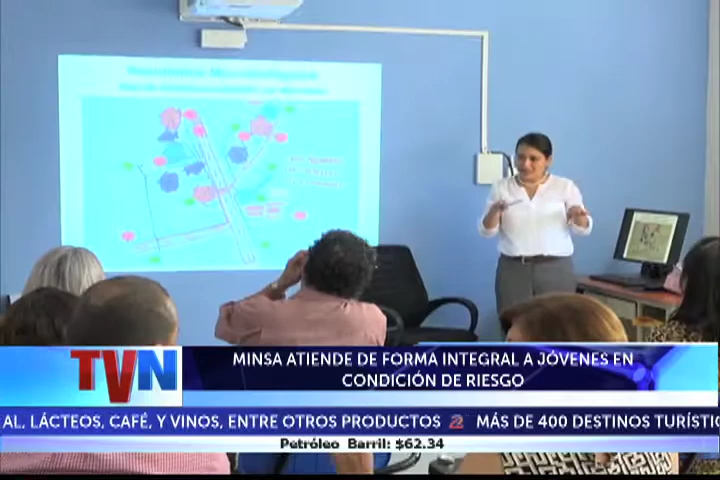 TVN
MINSA ATIENDE DE FORMA INTEGRAL A JÓVENES EN
CONDICIÓN DE RIESGO
AL, LÁCTEOS, CAFÉ, Y VINOS, ENTRE OTROS PRODUCTOS 22 MÁS DE 400 DESTINOS TURÍSTIC
Petróleo Barril: $62.34